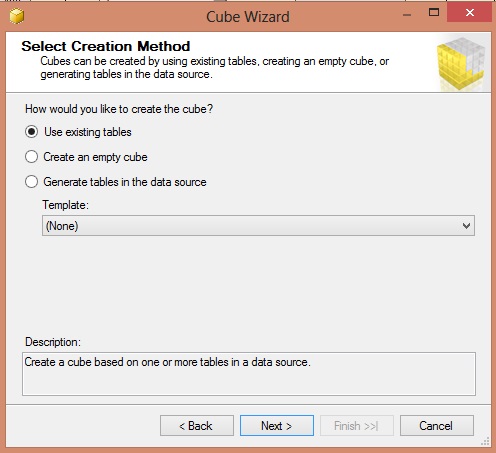 Cube Wizard
Select Creation Method
Cubes can be created by using existing tables, creating an empty cube, or
generating tables in the data source.
How would you like to create the cube?
Use existing tables
Create an empty cube
Generate tables in the data source
Template:
(None)
Description:
Create a cube based on one or more tables in a data source.
< Back
Next >
Finish >>|
Cancel